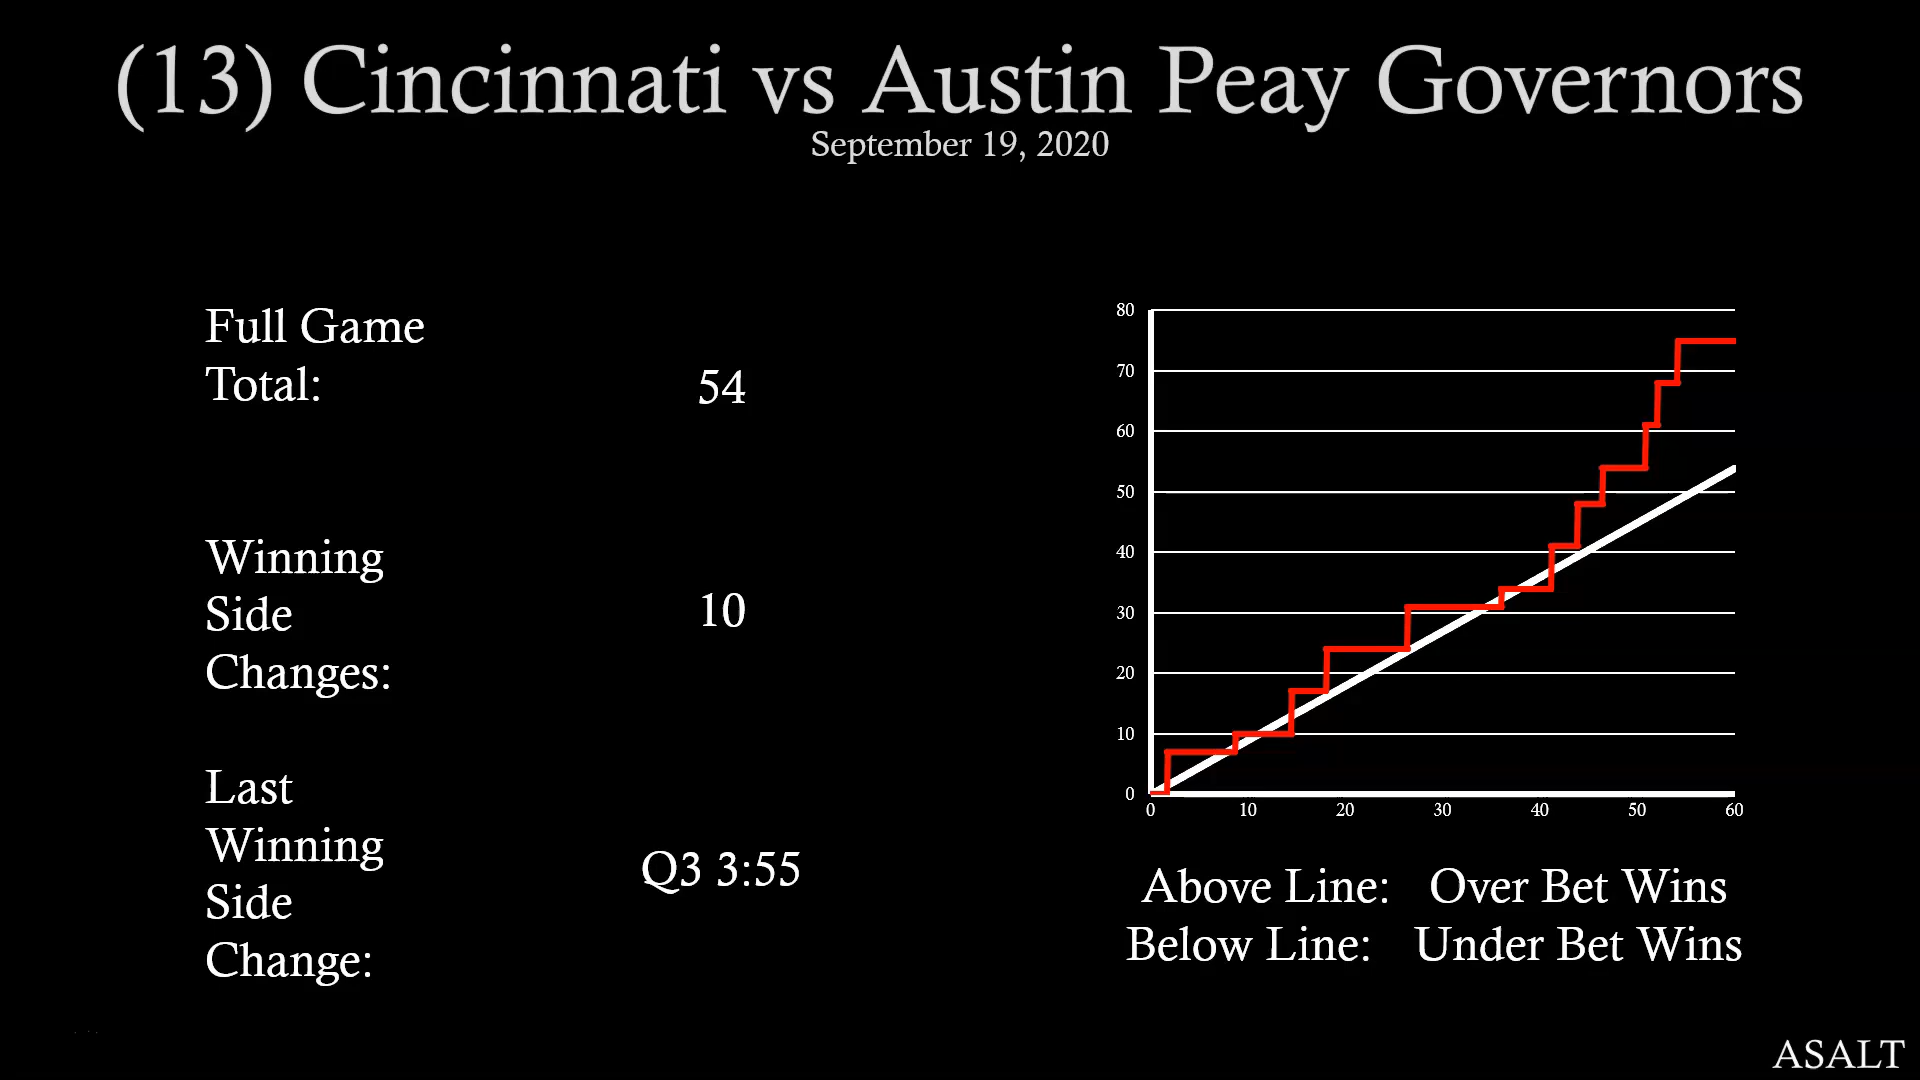 (13) Cincinnati vs Austin Peay Governors
September 19, 2020
Full Game
Total:
54
Winning
Side
Changes:
10
Last
Winning
Side
Change:
Q3 3:55
80
70
60
50
40
30
20
10
0
0 10 20 30 40 50 60
Above Line: Over Bet Wins
Below Line: Under Bet Wins
ASALT